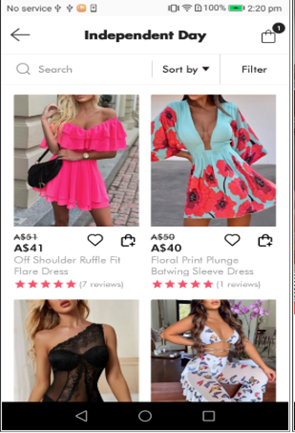 No service 100% 2:20 pm
Independent Day
1
Search Sort by Filter
A$51 A$50
A$41 A$40
Off Shoulder Ruffle Fit Floral Print Plunge
Flare Dress Batwing Sleeve Dress
(7 reviews) (1 reviews)